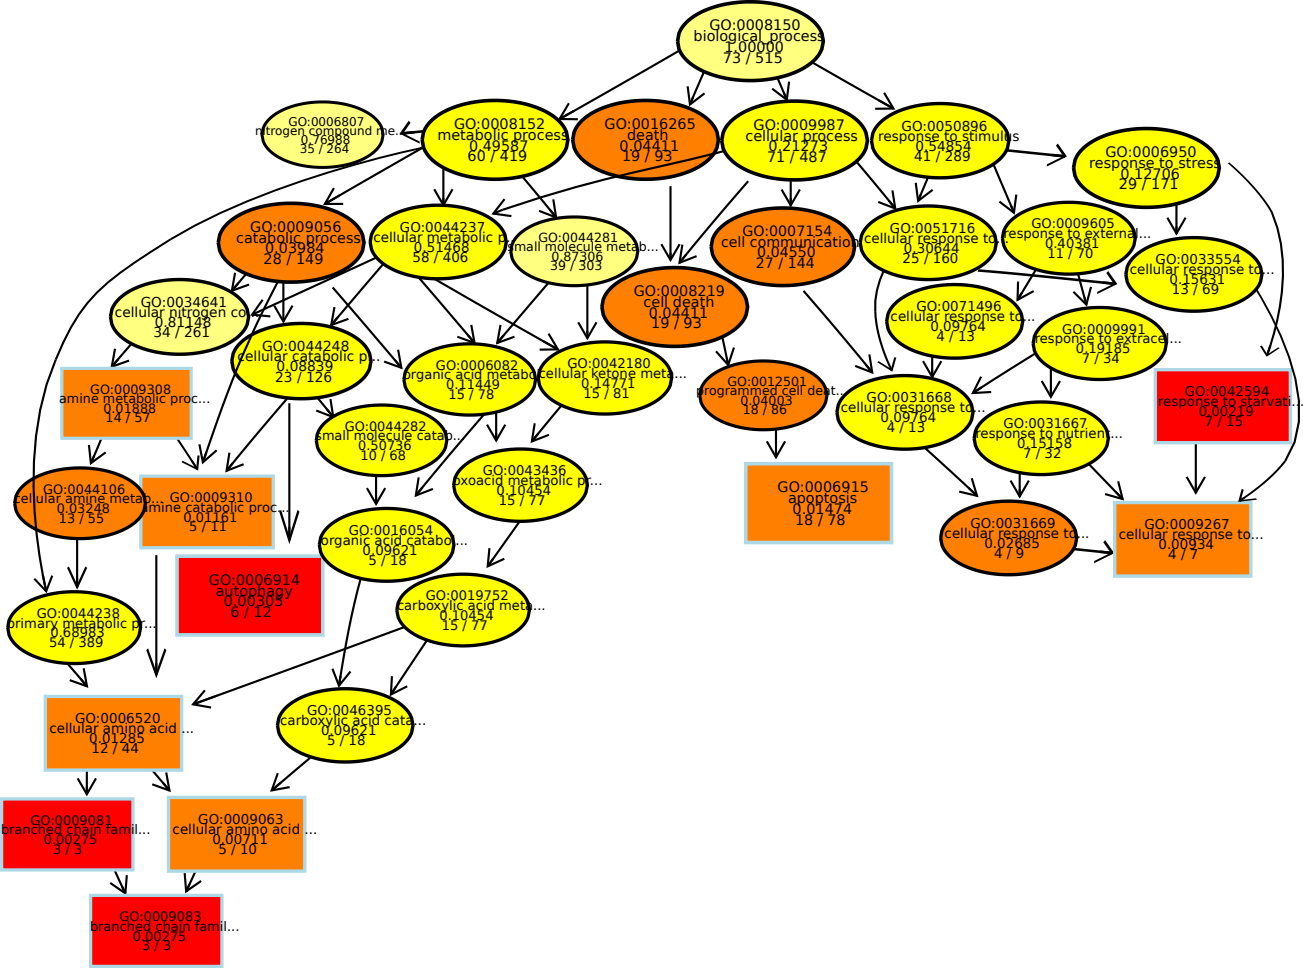 GO:0008150
biological_process
1.00000
73 / 515
GO:0006807
nitrogen compound me...
0.76988
35 / 264
GO:0008152
metabolic process
0.49587
60 / 419
GO:0016265
death
0.04411
19 / 93
GO:0009987
cellular process
0.21273
71 / 487
GO:0050896
response to stimulus
0.54854
41 / 289
GO:0006950
response to stress
0.12706
29 / 171
GO:0009056
catabolic process
0.03984
28 / 149
GO:0044237
cellular metabolic p...
0.51468
58 / 406
GO:0044281
small molecule metab...
0.87306
39 / 303
GO:0007154
cell communication
0.04550
27 / 144
GO:0051716
cellular response to...
0.30644
25 / 160
GO:0009605
response to external...
0.40381
11 / 70
GO:0033554
cellular response to...
0.15631
13 / 69
GO:0034641
cellular nitrogen co...
0.81148
34 / 261
GO:0008219
cell death
0.04411
19 / 93
GO:0071496
cellular response to...
0.09764
4 / 13
GO:0009991
response to extracel...
0.19185
7 / 34
GO:0044248
cellular catabolic p...
0.08839
23 / 126
GO:0006082
organic acid metabo...
0.11449
15 / 78
GO:0042180
cellular ketone meta...
0.14771
15 / 81
GO:0009308
amine metabolic proc...
0.01888
14 / 57
GO:0012501
programmed cell deat...
0.04003
18 / 86
GO:0031668
cellular response to...
0.09764
4 / 13
GO:0042594
response to starvati...
0.00219
7 / 15
GO:0044282
small molecule catab...
0.50736
10 / 68
GO:0031667
response to nutrient...
0.15158
7 / 32
GO:0043436
oxoacid metabolic pr...
0.10454
15 / 77
GO:0044106
cellular amine metab...
0.03248
13 / 55
GO:0009310
amine catabolic proc...
0.01161
5 / 11
GO:0006915
apoptosis
0.01474
18 / 78
GO:0016054
organic acid catabo...
0.09621
5 / 18
GO:0031669
cellular response to...
0.02685
4 / 9
GO:0009267
cellular response to...
0.00934
4 / 7
GO:0006914
autophagy
0.00305
6 / 12
GO:0019752
carboxylic acid meta...
0.10454
15 / 77
GO:0044238
primary metabolic pr...
0.68983
54 / 389
GO:0006520
cellular amino acid ...
0.01285
12 / 44
GO:0046395
carboxylic acid cata...
0.09621
5 / 18
GO:0009081
branched chain famil...
0.00275
3 / 3
GO:0009063
cellular amino acid ...
0.00711
5 / 10
GO:0009083
branched chain famil...
0.00275
3 / 3